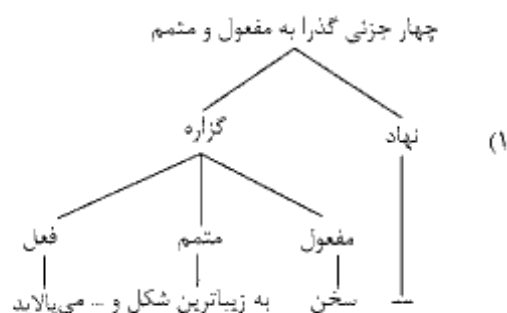 چهار جزئی گذرا به مفعول و متمم
نهاد گزاره
۱)
مفعول متمم فعل
— سخن به زیباترین شکل و ... می‌پالاید